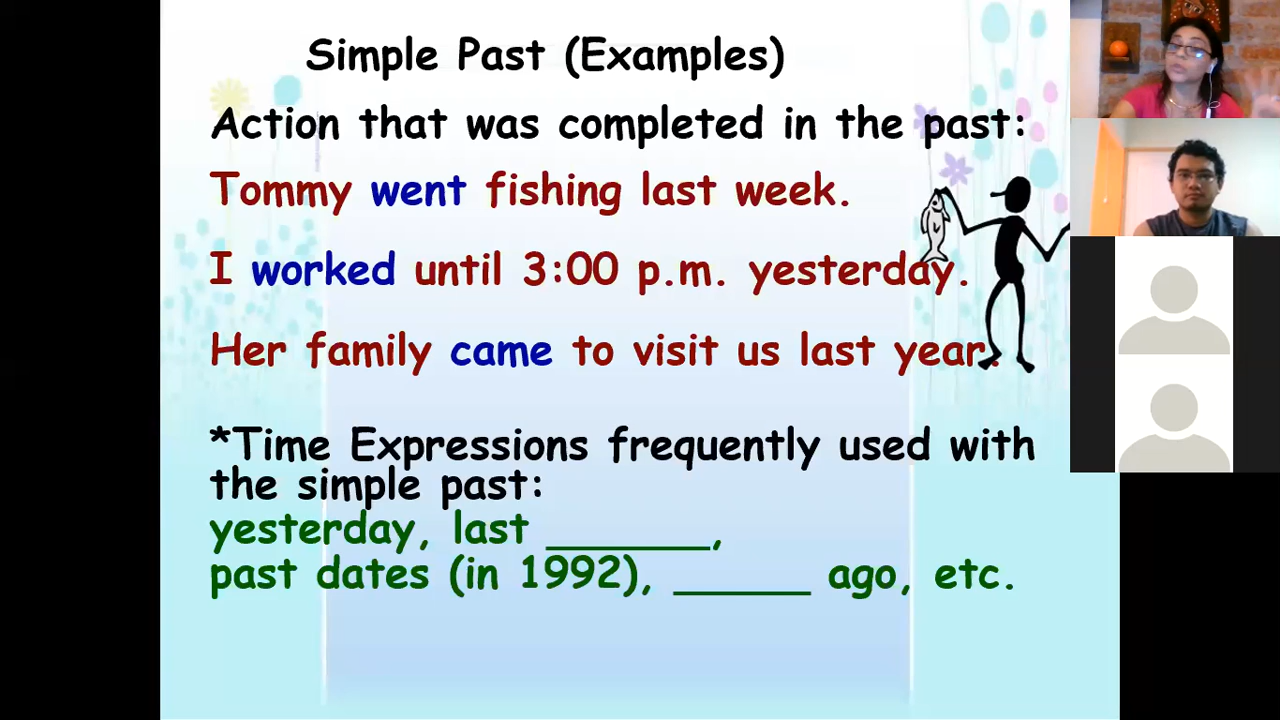 Simple Past (Examples)
Action that was completed in the past:
Tommy went fishing last week.
I worked until 3:00 p.m. yesterday.
Her family came to visit us last year.
*Time Expressions frequently used with
the simple past:
yesterday, last ______,
past dates (in 1992), _____ ago, etc.